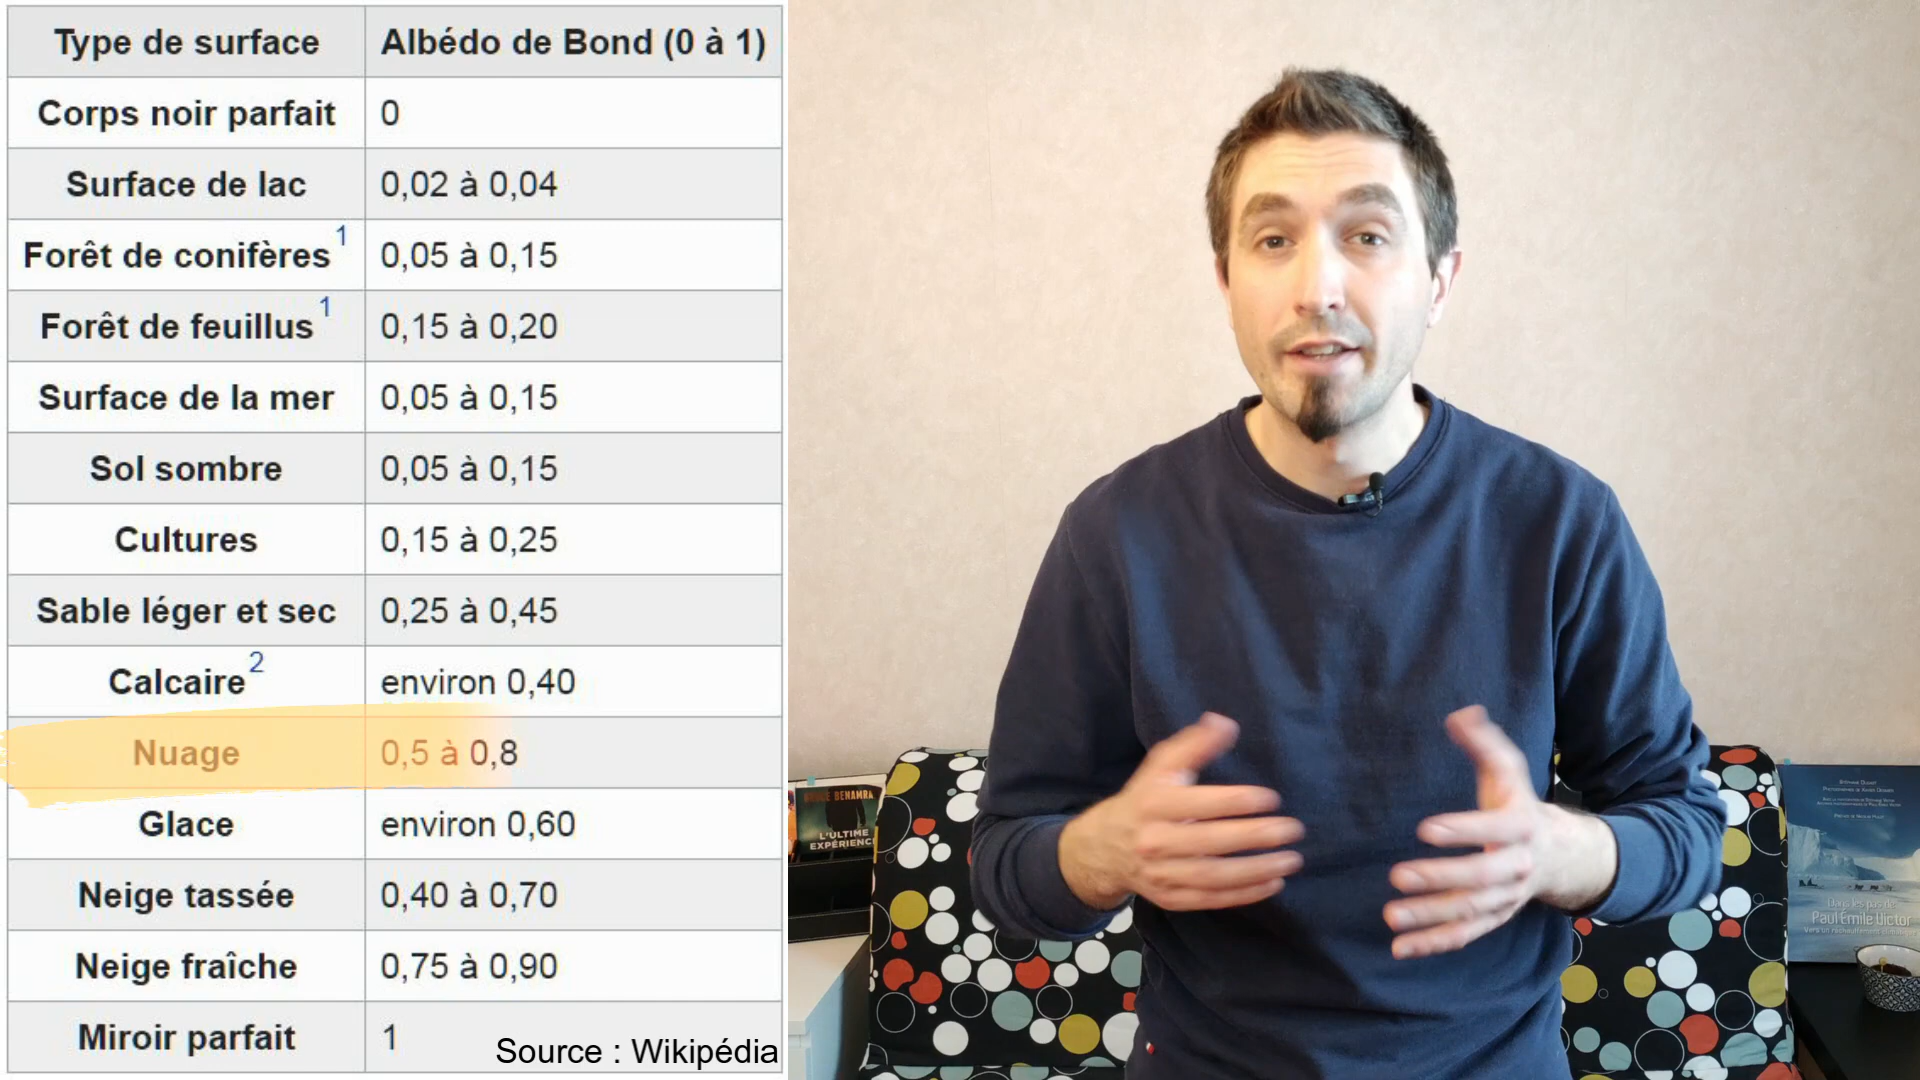 Type de surface Albédo de Bond (0 à 1)
Corps noir parfait 0
Surface de lac 0,02 à 0,04
Forêt de conifères 1 0,05 à 0,15
Forêt de feuillus 1 0,15 à 0,20
Surface de la mer 0,05 à 0,15
Sol sombre 0,05 à 0,15
Cultures 0,15 à 0,25
Sable léger et sec 0,25 à 0,45
Calcaire 2 environ 0,40
Nuage 0,5 à 0,8
Glace environ 0,60
Neige tassée 0,40 à 0,70
Neige fraîche 0,75 à 0,90
Miroir parfait 1
Source : Wikipédia
BENAMRA
L'ULTIME
EXPÉRIENCE
Dans les pas de
Paul Émile Victor